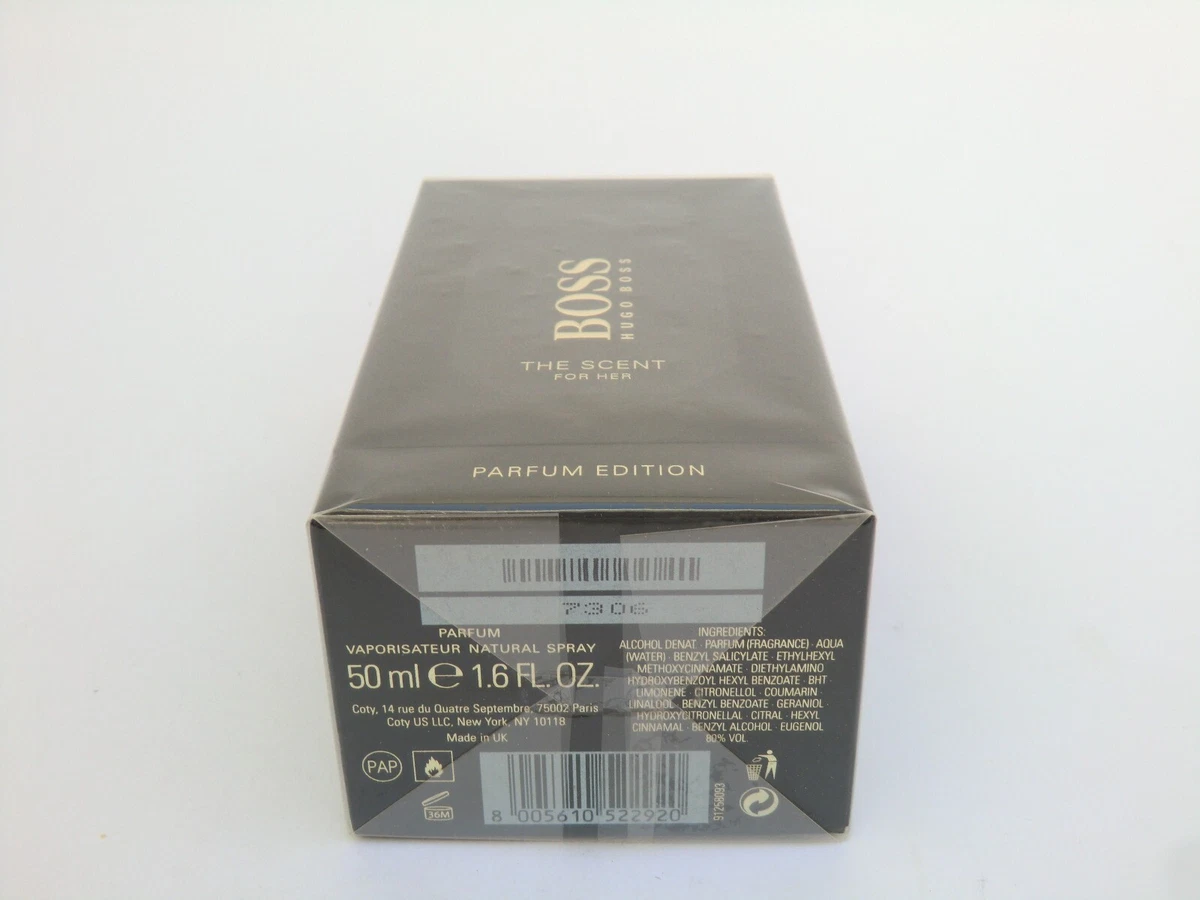 BOSS
HUGO BOSS
THE SCENT
FOR HER
PARFUM EDITION
7306
PARFUM
VAPORISATEUR NATURAL SPRAY
50 ml e 1.6 FL. OZ.
Coty, 14 rue du Quatre Septembre, 75002 Paris
Coty US LLC, New York, NY 10118
Made in UK
PAP
36M
INGREDIENTS:
ALCOHOL DENAT · PARFUM (FRAGRANCE) · AQUA
(WATER) · BENZYL SALICYLATE · ETHYLHEXYL
METHOXYCINNAMATE · DIETHYLAMINO
HYDROXYBENZOYL HEXYL BENZOATE · BHT ·
LIMONENE · CITRONELLOL · COUMARIN ·
LINALOOL · BENZYL BENZOATE · GERANIOL ·
HYDROXYCITRONELLAL · CITRAL · HEXYL
CINNAMAL · BENZYL ALCOHOL · EUGENOL
80% VOL.
8 005610 522920
91258093